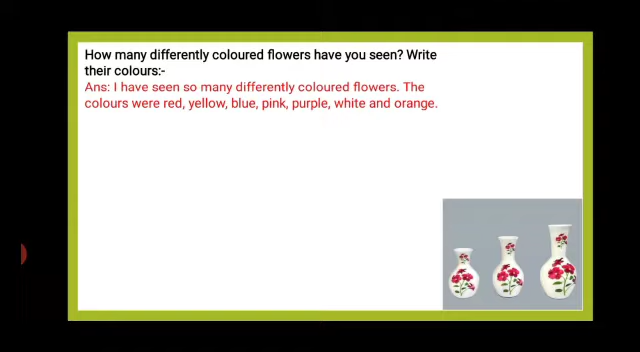 How many differently coloured flowers have you seen? Write
their colours:-
Ans: I have seen so many differently coloured flowers. The
colours were red, yellow, blue, pink, purple, white and orange.